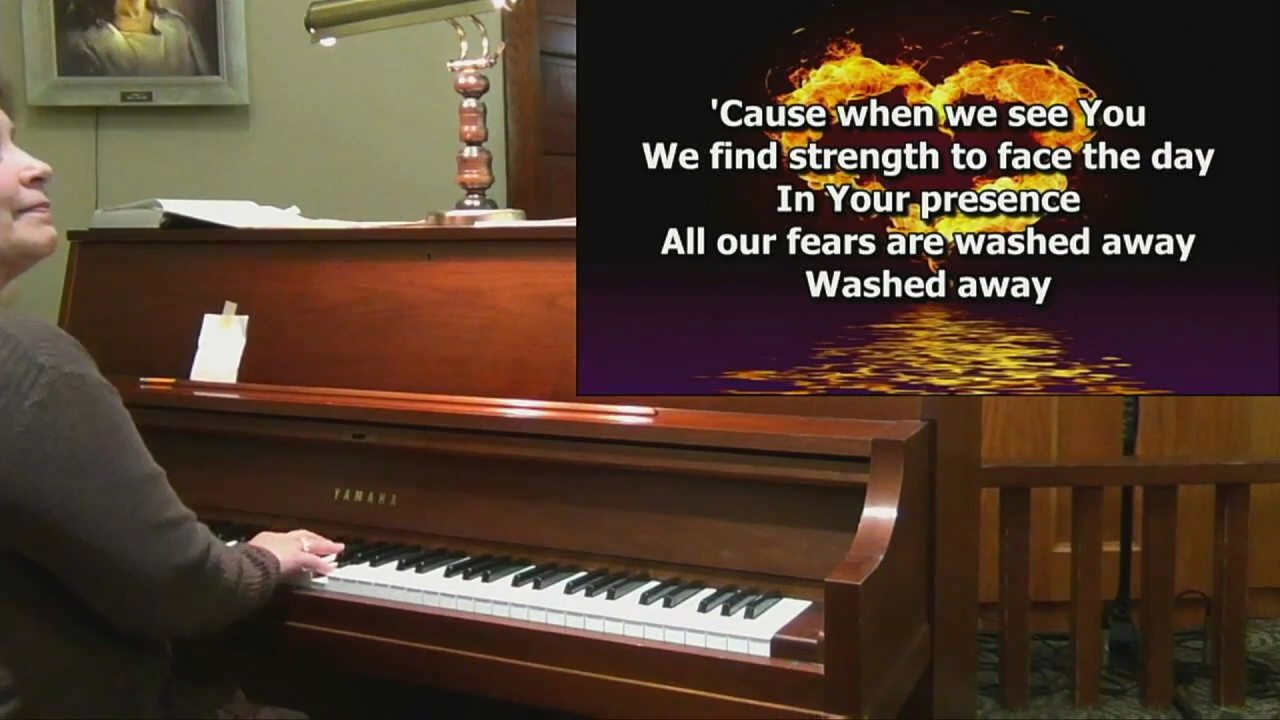 'Cause when we see You
We find strength to face the day
In Your presence
All our fears are washed away
Washed away
YAMAHA